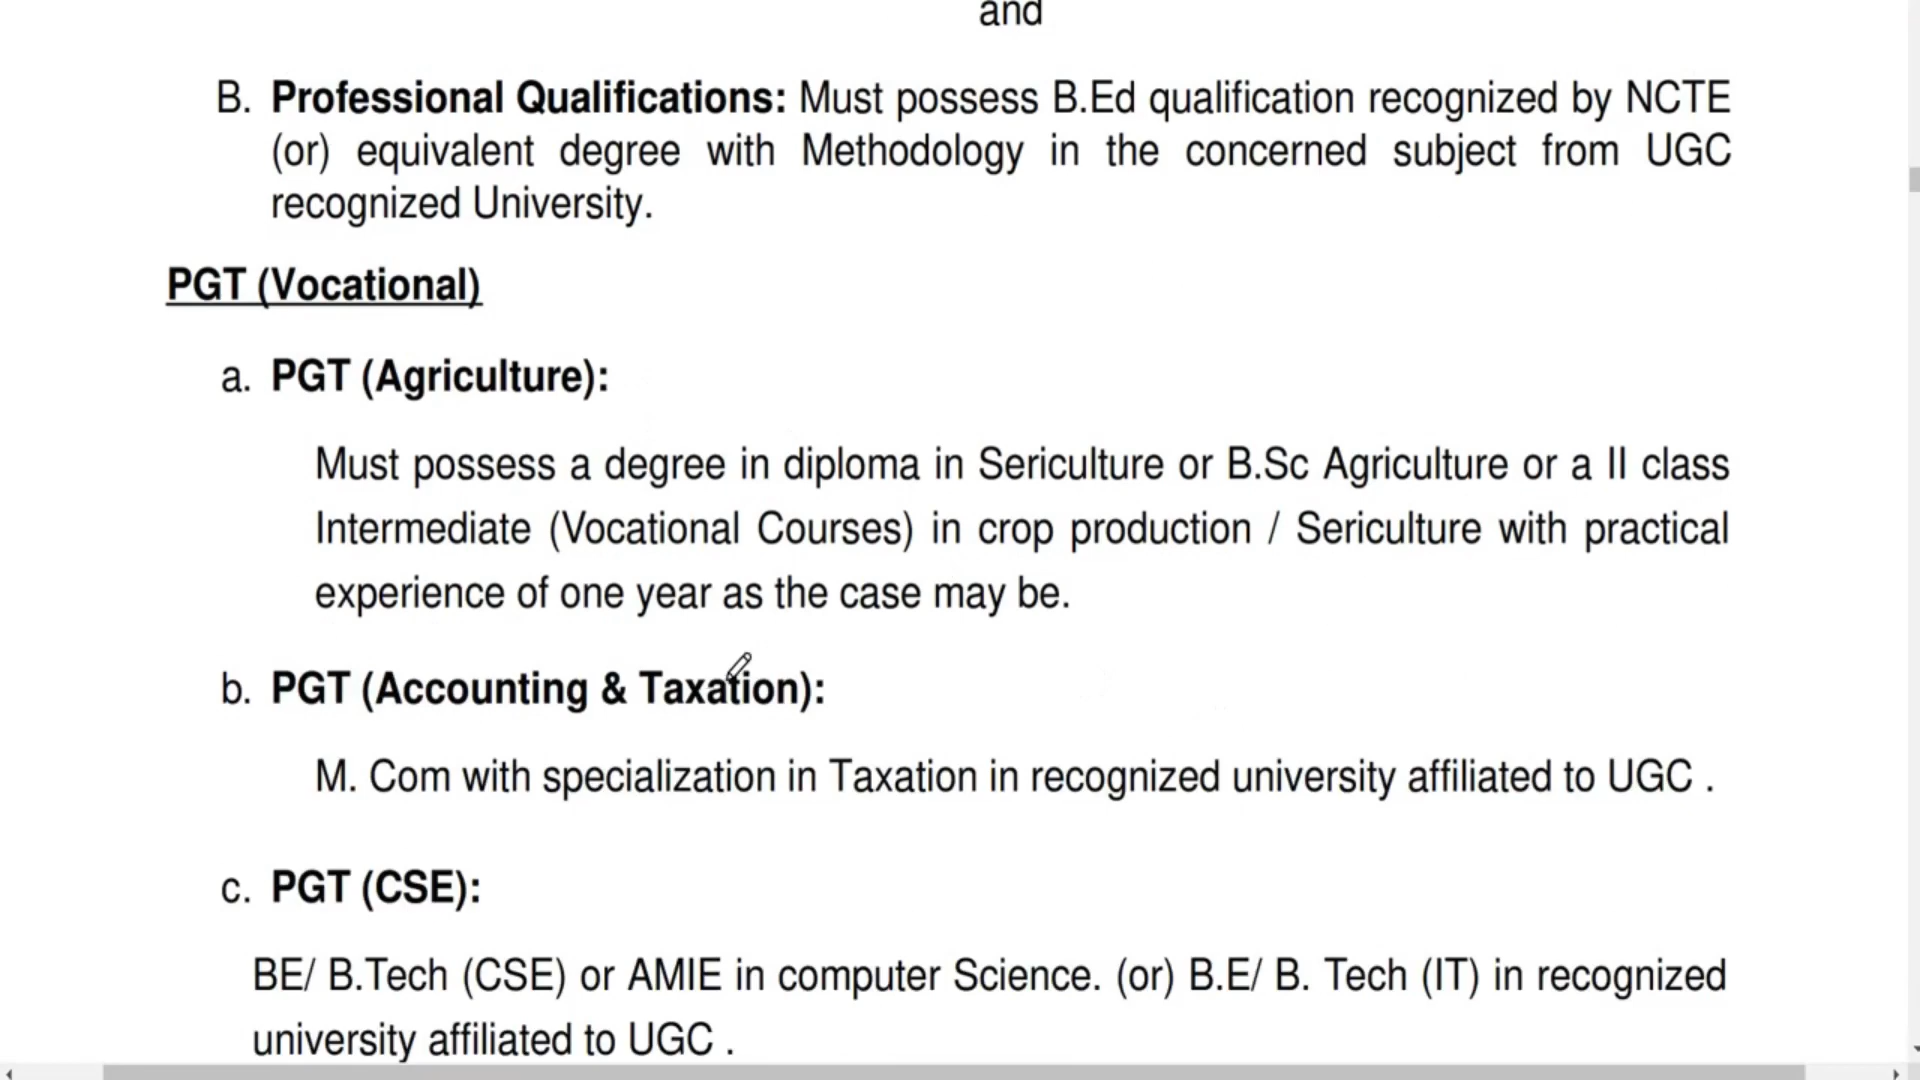 and
B. Professional Qualifications: Must possess B.Ed qualification recognized by NCTE
(or) equivalent degree with Methodology in the concerned subject from UGC
recognized University.
PGT (Vocational)
a. PGT (Agriculture):
Must possess a degree in diploma in Sericulture or B.Sc Agriculture or a II class
Intermediate (Vocational Courses) in crop production / Sericulture with practical
experience of one year as the case may be.
b. PGT (Accounting & Taxation):
M. Com with specialization in Taxation in recognized university affiliated to UGC .
c. PGT (CSE):
BE/ B.Tech (CSE) or AMIE in computer Science. (or) B.E/ B. Tech (IT) in recognized
university affiliated to UGC .